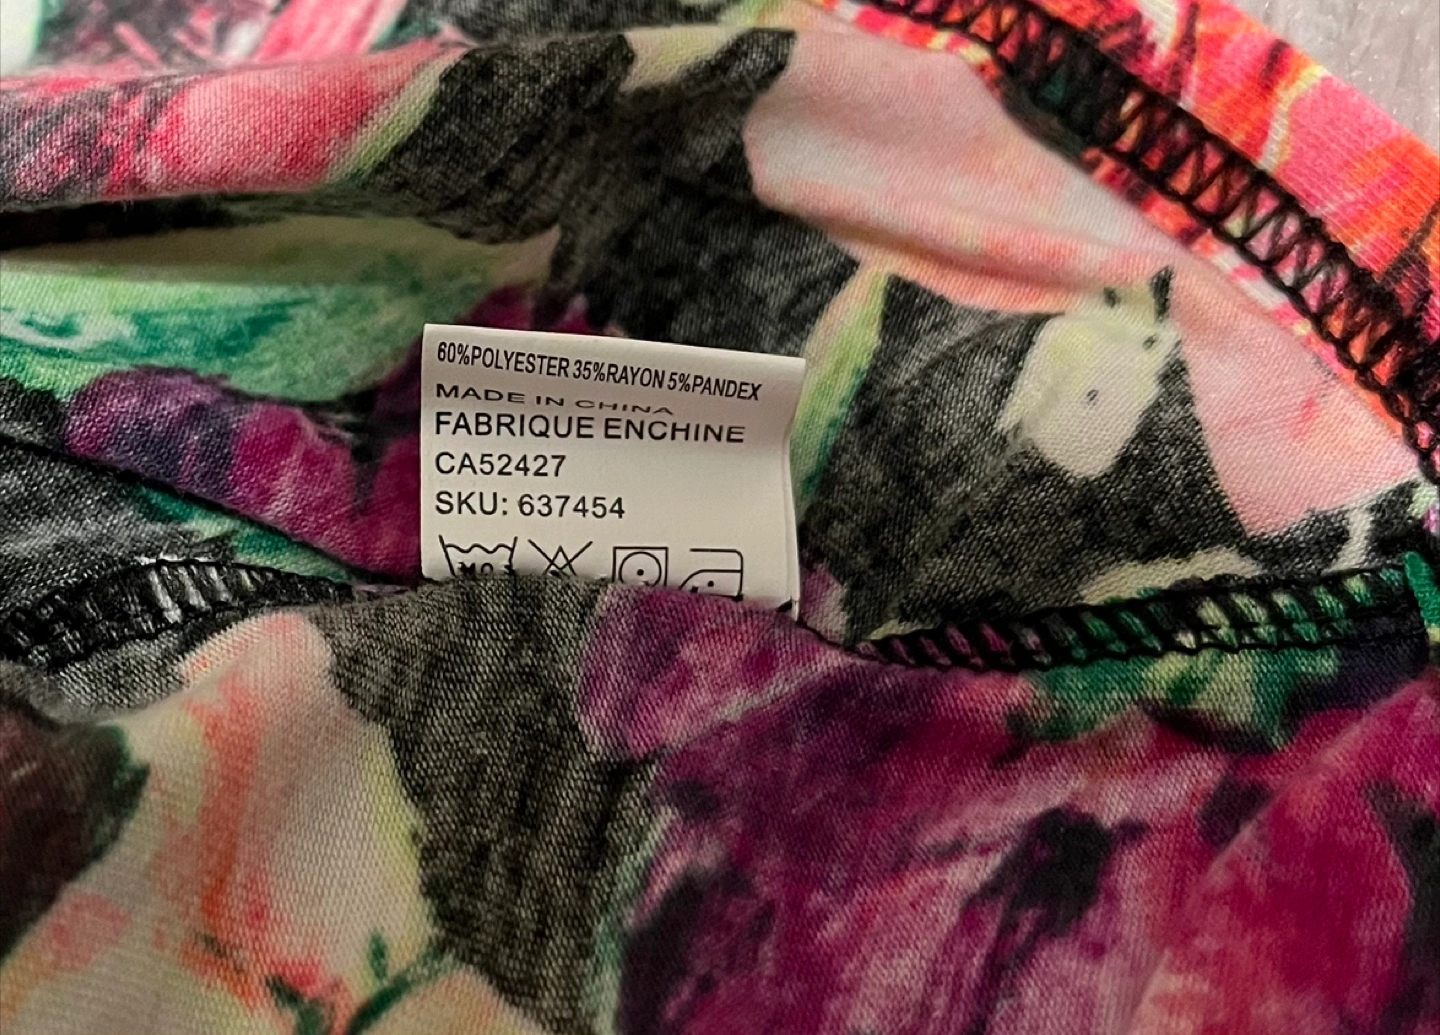 60%POLYESTER 35%RAYON 5%PANDEX
MADE IN CHINA
FABRIQUE ENCHINE
CA52427
SKU: 637454